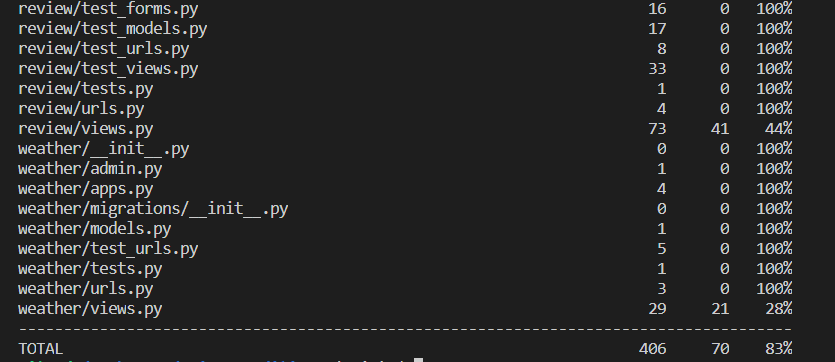 review/test_forms.py 16 0 100%
review/test_models.py 17 0 100%
review/test_urls.py 8 0 100%
review/test_views.py 33 0 100%
review/tests.py 1 0 100%
review/urls.py 4 0 100%
review/views.py 73 41 44%
weather/__init__.py 0 0 100%
weather/admin.py 1 0 100%
weather/apps.py 4 0 100%
weather/migrations/__init__.py 0 0 100%
weather/models.py 1 0 100%
weather/test_urls.py 5 0 100%
weather/tests.py 1 0 100%
weather/urls.py 3 0 100%
weather/views.py 29 21 28%
--------------------------------------------------------------------------------------
TOTAL 406 70 83%